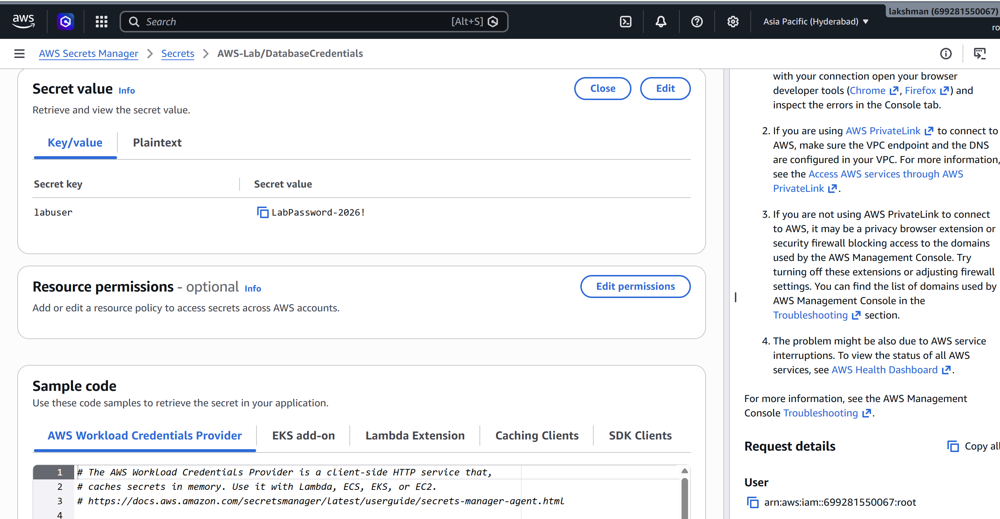 lakshman (699281550067)
aws
Search
[Alt+S]
Asia Pacific (Hyderabad)
ro
AWS Secrets Manager
Secrets
AWS-Lab/DatabaseCredentials
Secret value Info
Close
Edit
Retrieve and view the secret value.
Key/value
Plaintext
Secret key
Secret value
labuser
LabPassword-2026!
Resource permissions - optional Info
Edit permissions
Add or edit a resource policy to access secrets across AWS accounts.
Sample code
Use these code samples to retrieve the secret in your application.
AWS Workload Credentials Provider
EKS add-on
Lambda Extension
Caching Clients
SDK Clients
1 # The AWS Workload Credentials Provider is a client-side HTTP service that,
2 # caches secrets in memory. Use it with Lambda, ECS, EKS, or EC2.
3 # https://docs.aws.amazon.com/secretsmanager/latest/userguide/secrets-manager-agent.html
4
with your connection open your browser
developer tools (Chrome, Firefox) and
inspect the errors in the Console tab.
2. If you are using AWS PrivateLink to connect to
AWS, make sure the VPC endpoint and the DNS
are configured in your VPC. For more information,
see the Access AWS services through AWS
PrivateLink.
3. If you are not using AWS PrivateLink to connect
to AWS, it may be a privacy browser extension or
security firewall blocking access to the domains
used by the AWS Management Console. Try
turning off these extensions or adjusting firewall
settings. You can find the list of domains used by
AWS Management Console in the
Troubleshooting section.
4. The problem might be also due to AWS service
interruptions. To view the status of all AWS
services, see AWS Health Dashboard.
For more information, see the AWS Management
Console Troubleshooting.
Request details
Copy all
User
arn:aws:iam::699281550067:root